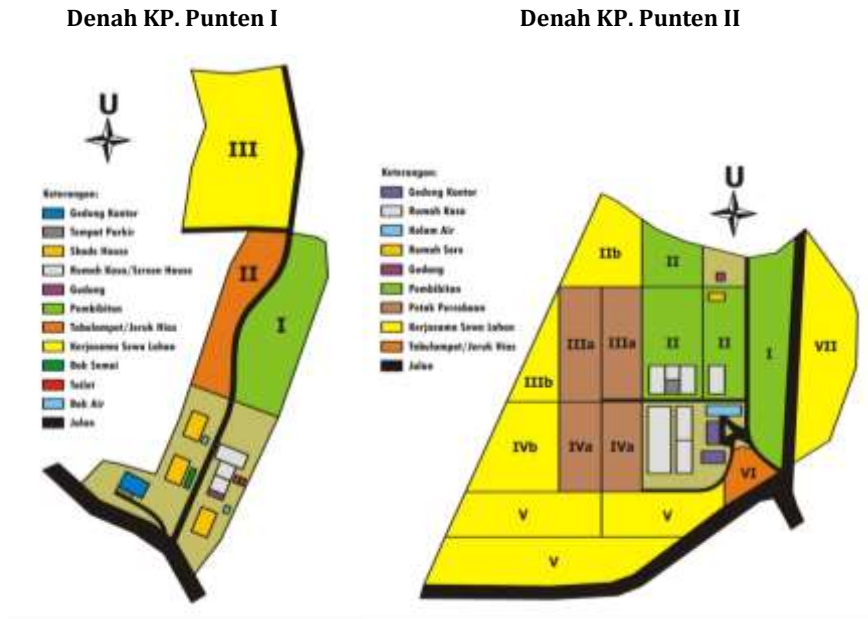 Denah KP. Punten I
Denah KP. Punten II
U
Keterangan:
Gedung Kantor
Tempat Parkir
Shade House
Rumah Kasa/Screen House
Gudang
Pembibitan
Tabulampot/Jeruk Hias
Kerjasama Sewa Lahan
Bak Semai
Toilet
Bak Air
Jalan
III
II
I
U
Keterangan:
Gedung Kantor
Rumah Kasa
Kolam Air
Rumah Sere
Gudang
Pembibitan
Petak Percobaan
Kerjasama Sewa Lahan
Tabulampot/Jeruk Hias
Jalan
IIb
II
IIIa
IIIa
II
II
I
VII
IIIb
IVb
IVa
IVa
VI
V
V
V